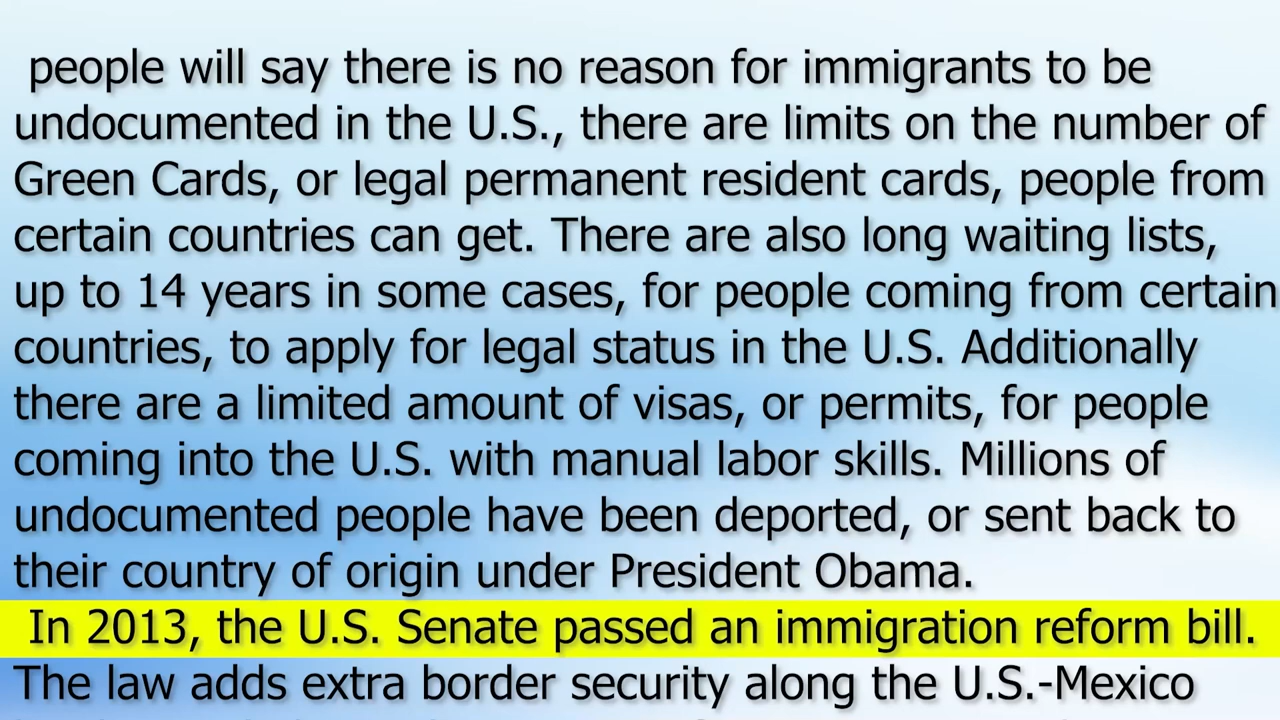 people will say there is no reason for immigrants to be
undocumented in the U.S., there are limits on the number of
Green Cards, or legal permanent resident cards, people from
certain countries can get. There are also long waiting lists,
up to 14 years in some cases, for people coming from certain
countries, to apply for legal status in the U.S. Additionally
there are a limited amount of visas, or permits, for people
coming into the U.S. with manual labor skills. Millions of
undocumented people have been deported, or sent back to
their country of origin under President Obama.
In 2013, the U.S. Senate passed an immigration reform bill.
The law adds extra border security along the U.S.-Mexico